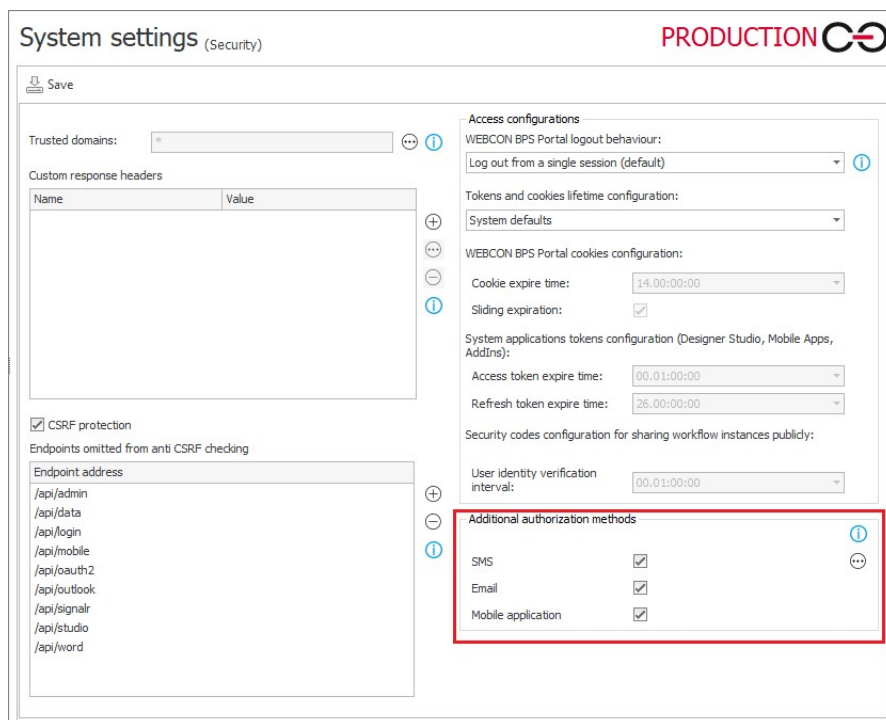 System settings (Security)
PRODUCTION
Save
Trusted domains:
*
Custom response headers
Name Value
CSRF protection
Endpoints omitted from anti CSRF checking
Endpoint address
/api/admin
/api/data
/api/login
/api/mobile
/api/oauth2
/api/outlook
/api/signalr
/api/studio
/api/word
Access configurations
WEBCON BPS Portal logout behaviour:
Log out from a single session (default)
Tokens and cookies lifetime configuration:
System defaults
WEBCON BPS Portal cookies configuration:
Cookie expire time: 14.00:00:00
Sliding expiration:
System applications tokens configuration (Designer Studio, Mobile Apps,
AddIns):
Access token expire time: 00.01:00:00
Refresh token expire time: 26.00:00:00
Security codes configuration for sharing workflow instances publicly:
User identity verification
interval: 00.01:00:00
Additional authorization methods
SMS
Email
Mobile application